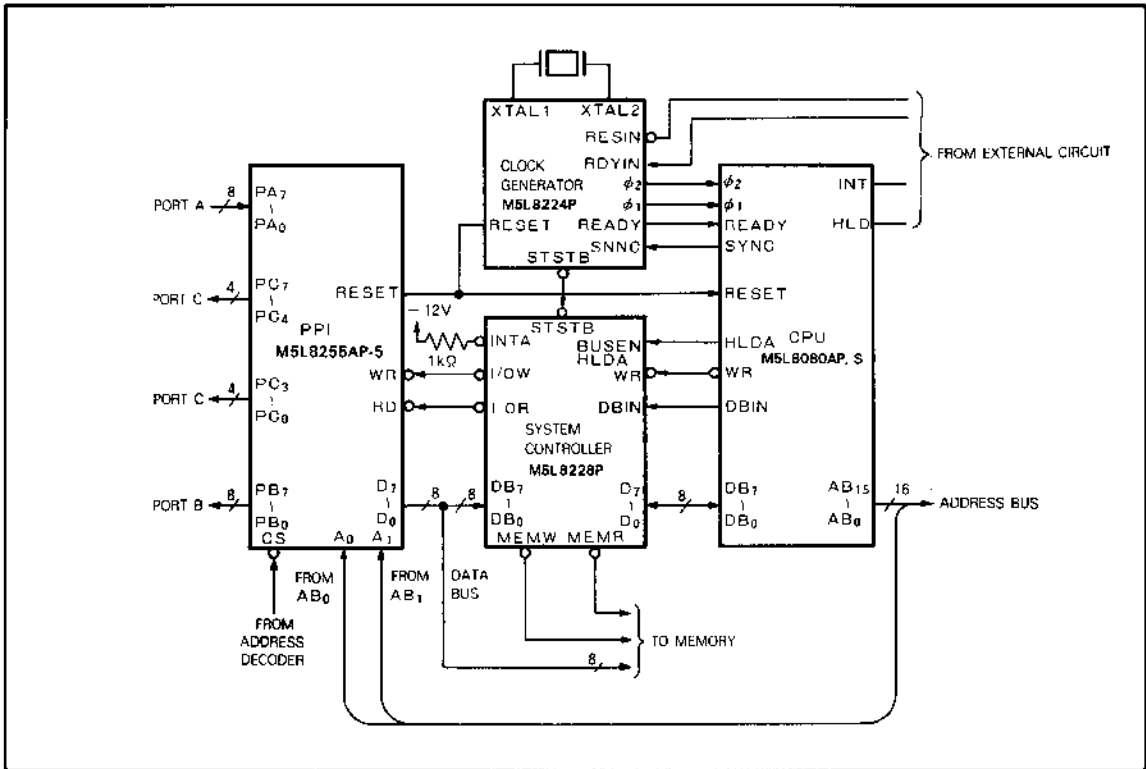 XTAL1 XTAL2
RESIN
RDYIN
CLOCK
GENERATOR
M5L8224P
ϕ2
ϕ1
READY
RESET
SNNC
STSTB
FROM EXTERNAL CIRCUIT
ϕ2
ϕ1
READY
SYNC
RESET
HLDA
WR
DBIN
INT
HLD
CPU
M5L8080AP, S
DB7
DB0
AB15
AB0
16
ADDRESS BUS
PORT A
8
PA7
PA0
PORT C
4
PC7
PC4
PORT C
4
PC3
PC0
PORT B
8
PB7
PB0
CS
A0
A1
PPI
M5L8255AP-5
RESET
WR
RD
D7
D0
8
8
− 12V
1kΩ
STSTB
INTA
BUSEN
HLDA
I/OW
WR
I OR
DBIN
SYSTEM
CONTROLLER
M5L8228P
DB7
DB0
D7
D0
8
MEMW MEMR
FROM
ADDRESS
DECODER
FROM
AB0
FROM
AB1
DATA
BUS
8
TO MEMORY